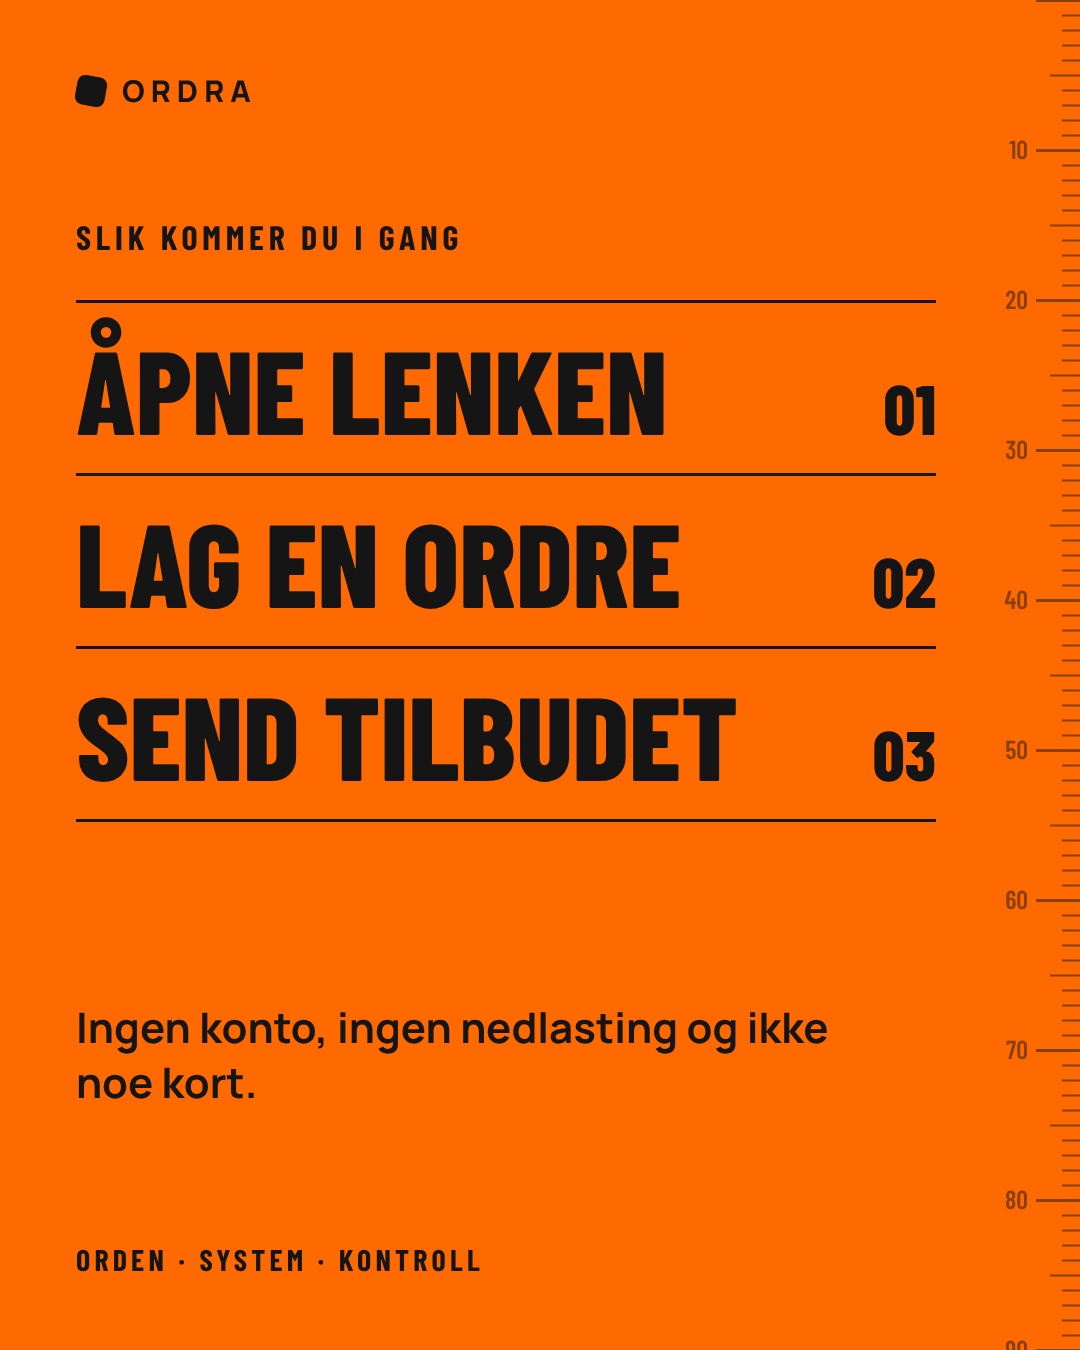 ORDRA
SLIK KOMMER DU I GANG
ÅPNE LENKEN 01
LAG EN ORDRE 02
SEND TILBUDET 03
Ingen konto, ingen nedlasting og ikke
noe kort.
ORDEN · SYSTEM · KONTROLL
10
20
30
40
50
60
70
80
90